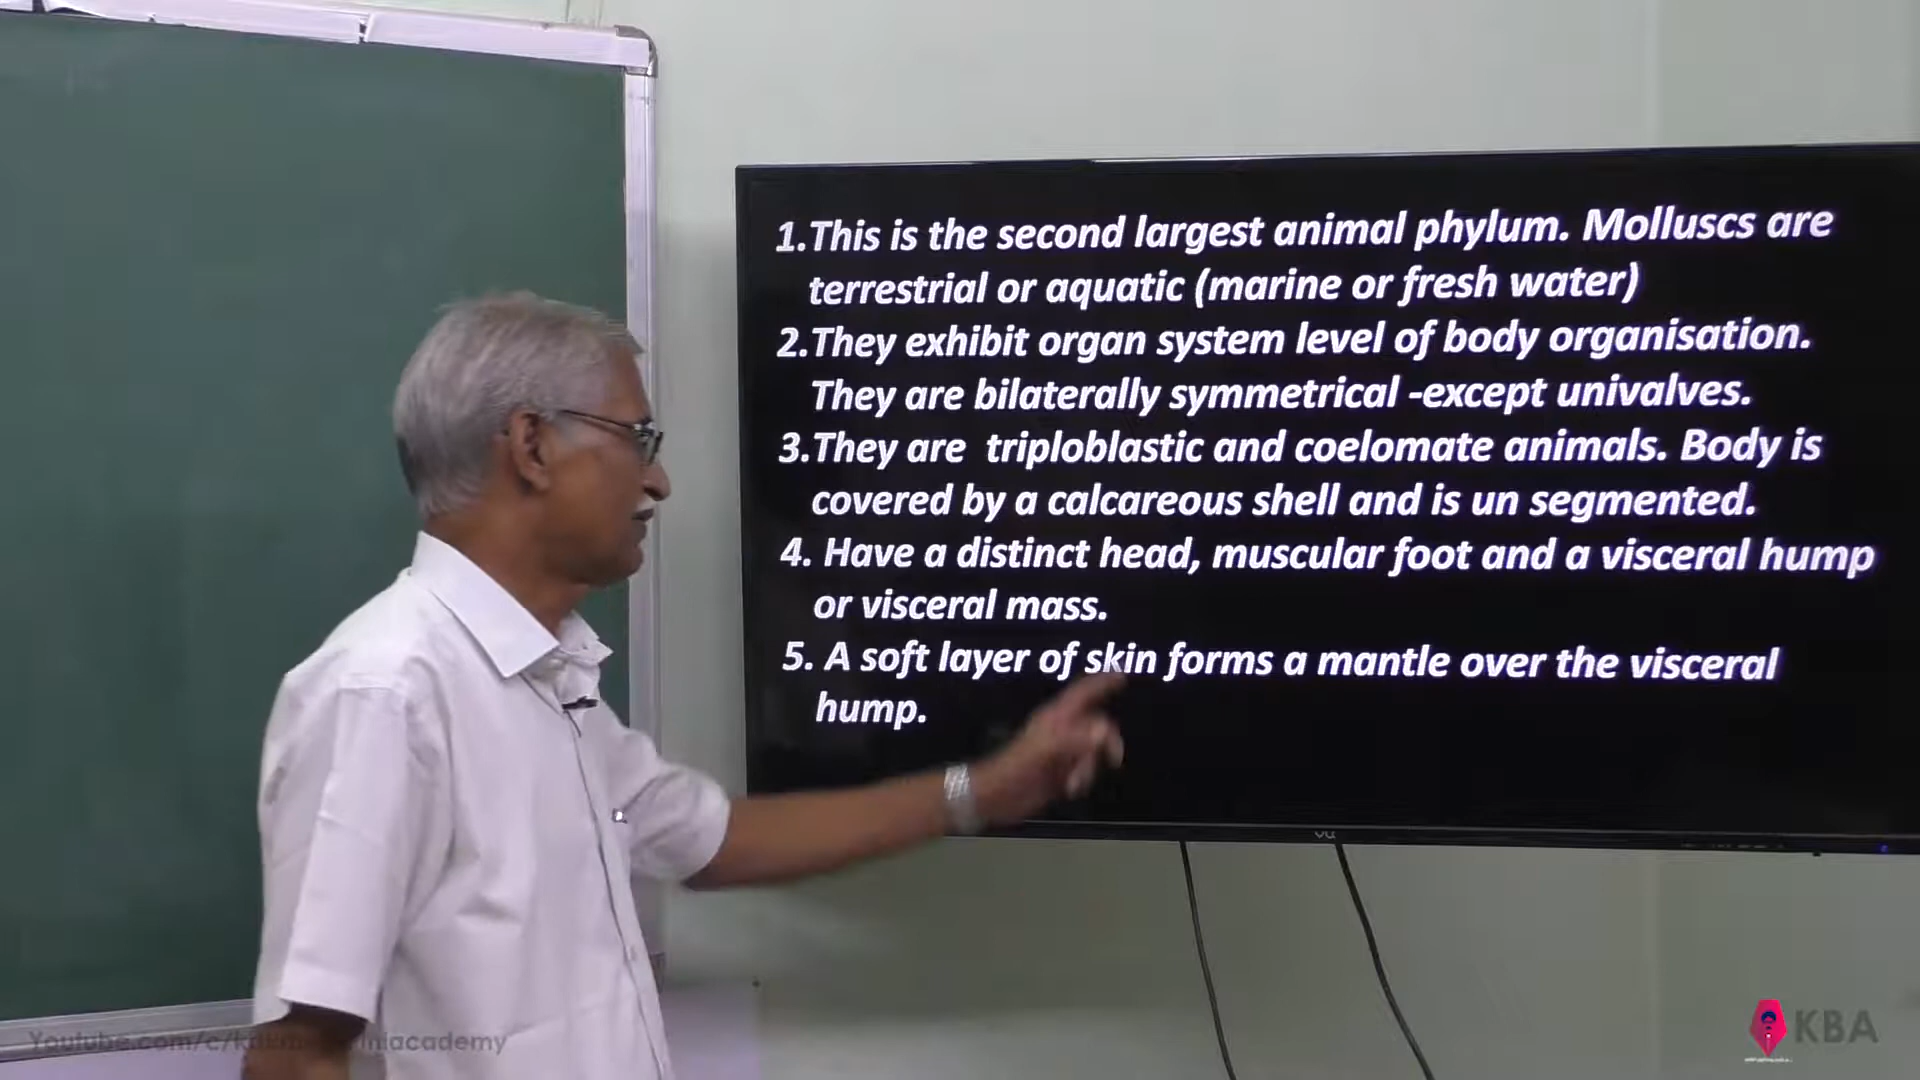 1.This is the second largest animal phylum. Molluscs are
terrestrial or aquatic (marine or fresh water)
2.They exhibit organ system level of body organisation.
They are bilaterally symmetrical -except univalves.
3.They are triploblastic and coelomate animals. Body is
covered by a calcareous shell and is un segmented.
4. Have a distinct head, muscular foot and a visceral hump
or visceral mass.
5. A soft layer of skin forms a mantle over the visceral
hump.
VU
KBA